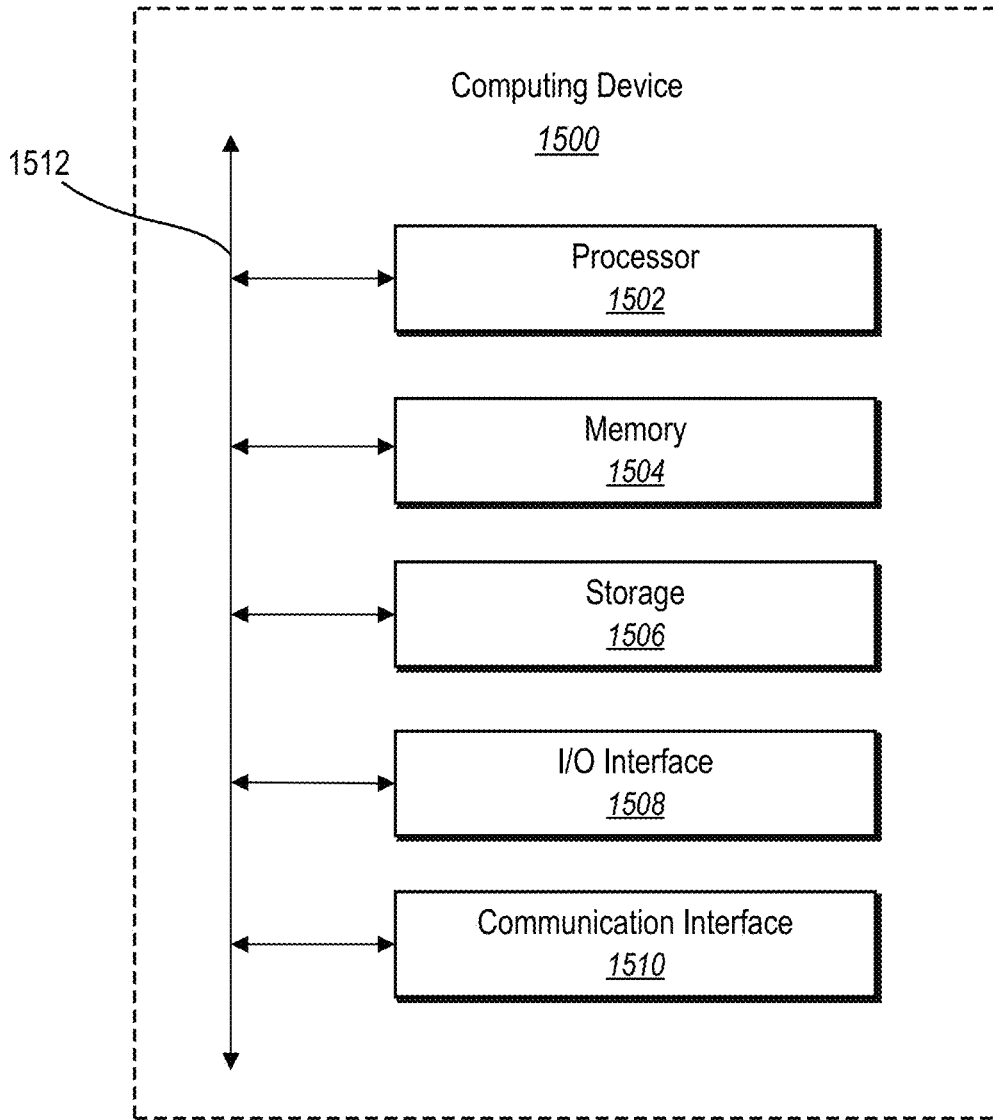 Computing Device
1500
1512
Processor
1502
Memory
1504
Storage
1506
I/O Interface
1508
Communication Interface
1510